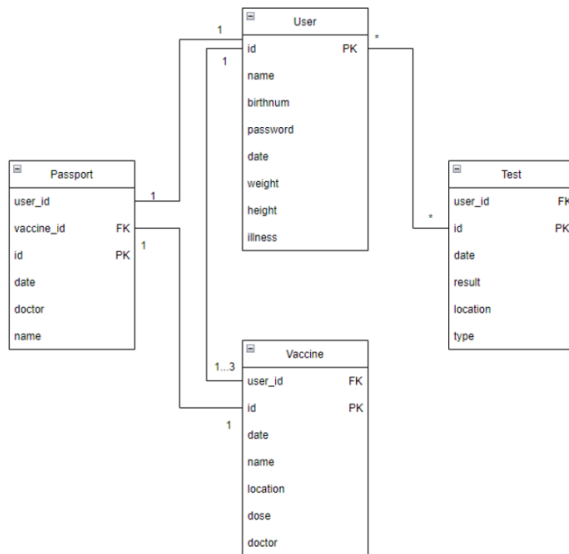 User
id PK
name
birthnum
password
date
weight
height
illness
1
1
*
Passport
user_id
vaccine_id FK
id PK
date
doctor
name
1
1
Test
user_id FK
id PK
date
result
location
type
*
Vaccine
user_id FK
id PK
date
name
location
dose
doctor
1...3
1